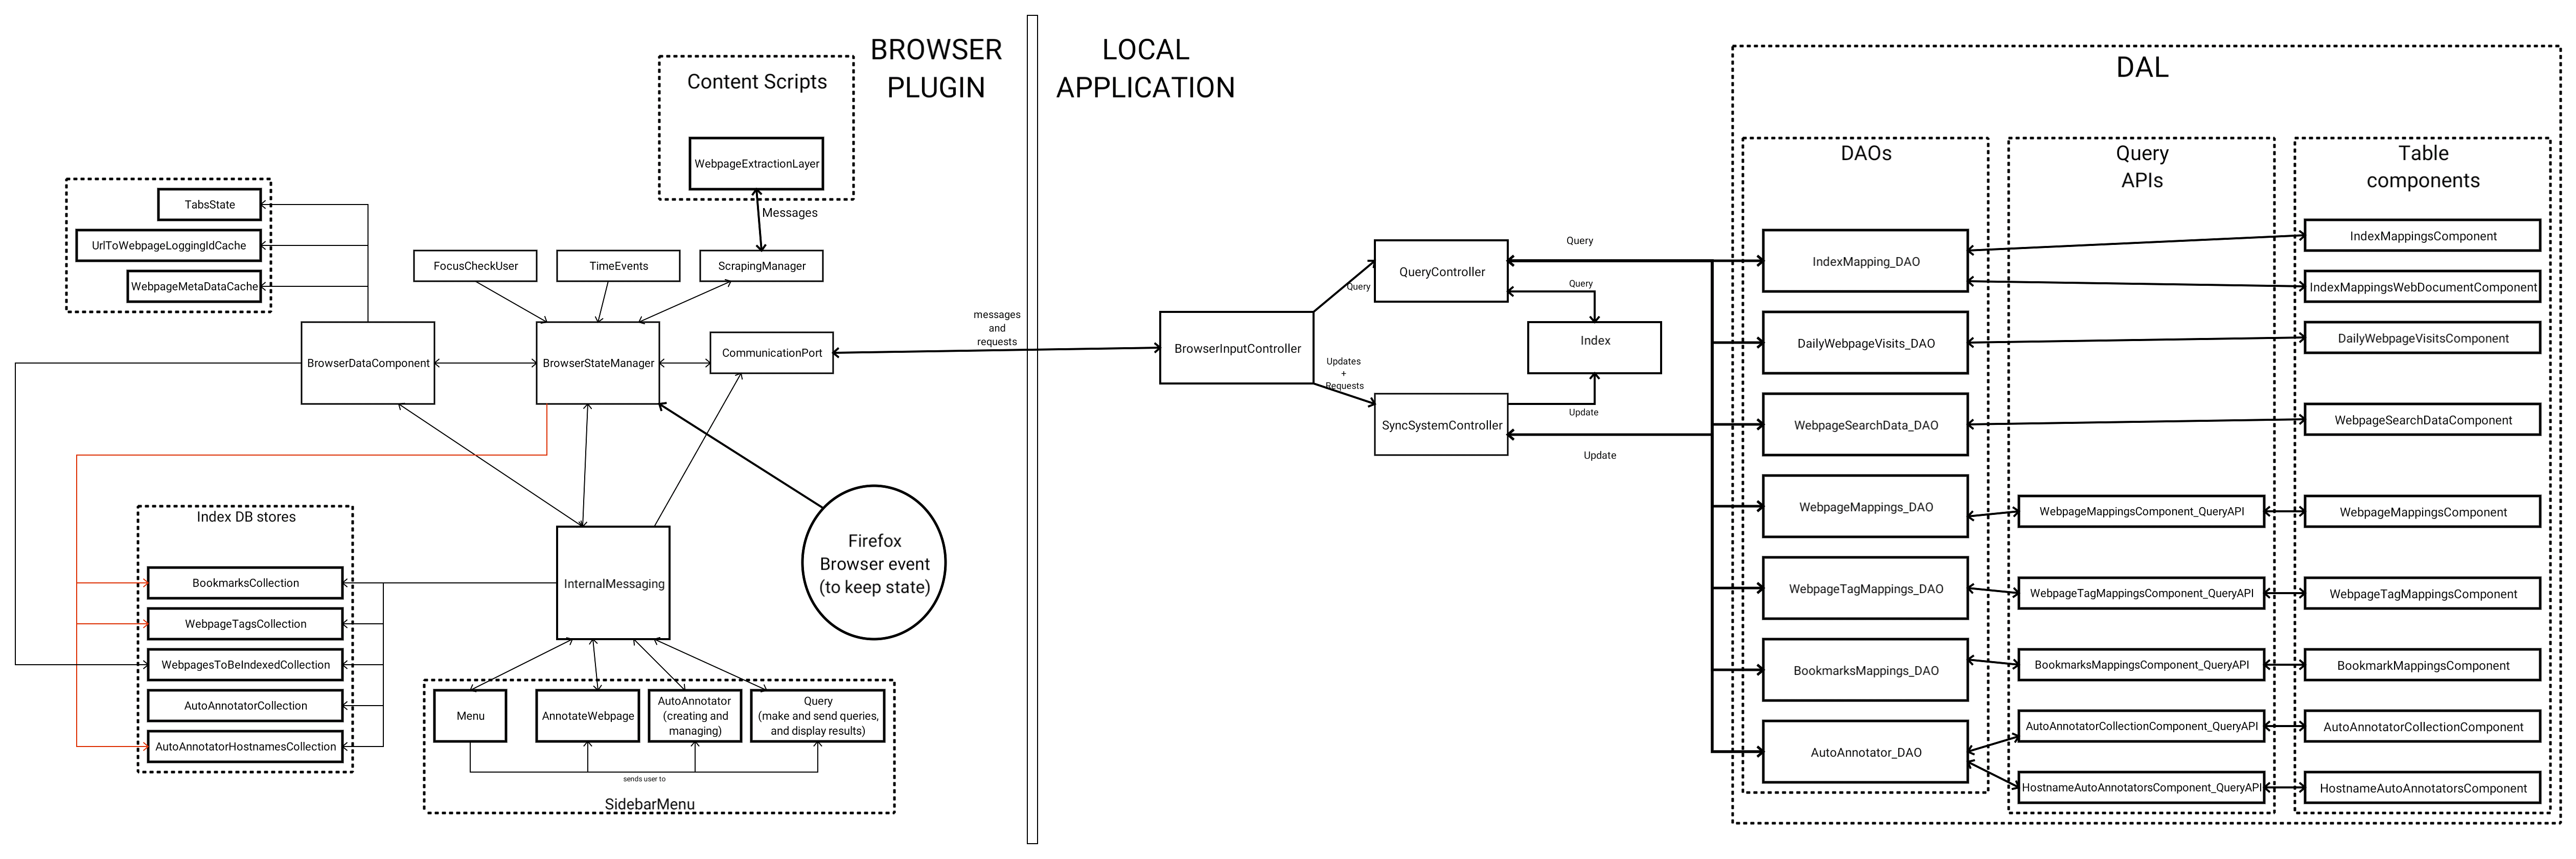 BROWSER
PLUGIN
LOCAL
APPLICATION
Content Scripts
WebpageExtractionLayer
Messages
TabsState
UrlToWebpageLoggingIdCache
WebpageMetaDataCache
FocusCheckUser
TimeEvents
ScrapingManager
BrowserDataComponent
BrowserStateManager
CommunicationPort
messages
and
requests
Index DB stores
BookmarksCollection
WebpageTagsCollection
WebpagesToBeIndexedCollection
AutoAnnotatorCollection
AutoAnnotatorHostnamesCollection
InternalMessaging
Firefox
Browser event
(to keep state)
Menu
AnnotateWebpage
AutoAnnotator
(creating and
managing)
Query
(make and send queries,
and display results)
sends user to
SidebarMenu
BrowserInputController
Query
Updates
+
Requests
QueryController
SyncSystemController
Query
Query
Index
Update
Update
DAL
DAOs
IndexMapping_DAO
DailyWebpageVisits_DAO
WebpageSearchData_DAO
WebpageMappings_DAO
WebpageTagMappings_DAO
BookmarksMappings_DAO
AutoAnnotator_DAO
Query
APIs
WebpageMappingsComponent_QueryAPI
WebpageTagMappingsComponent_QueryAPI
BookmarksMappingsComponent_QueryAPI
AutoAnnotatorCollectionComponent_QueryAPI
HostnameAutoAnnotatorsComponent_QueryAPI
Table
components
IndexMappingsComponent
IndexMappingsWebDocumentComponent
DailyWebpageVisitsComponent
WebpageSearchDataComponent
WebpageMappingsComponent
WebpageTagMappingsComponent
BookmarkMappingsComponent
AutoAnnotatorCollectionComponent
HostnameAutoAnnotatorsComponent